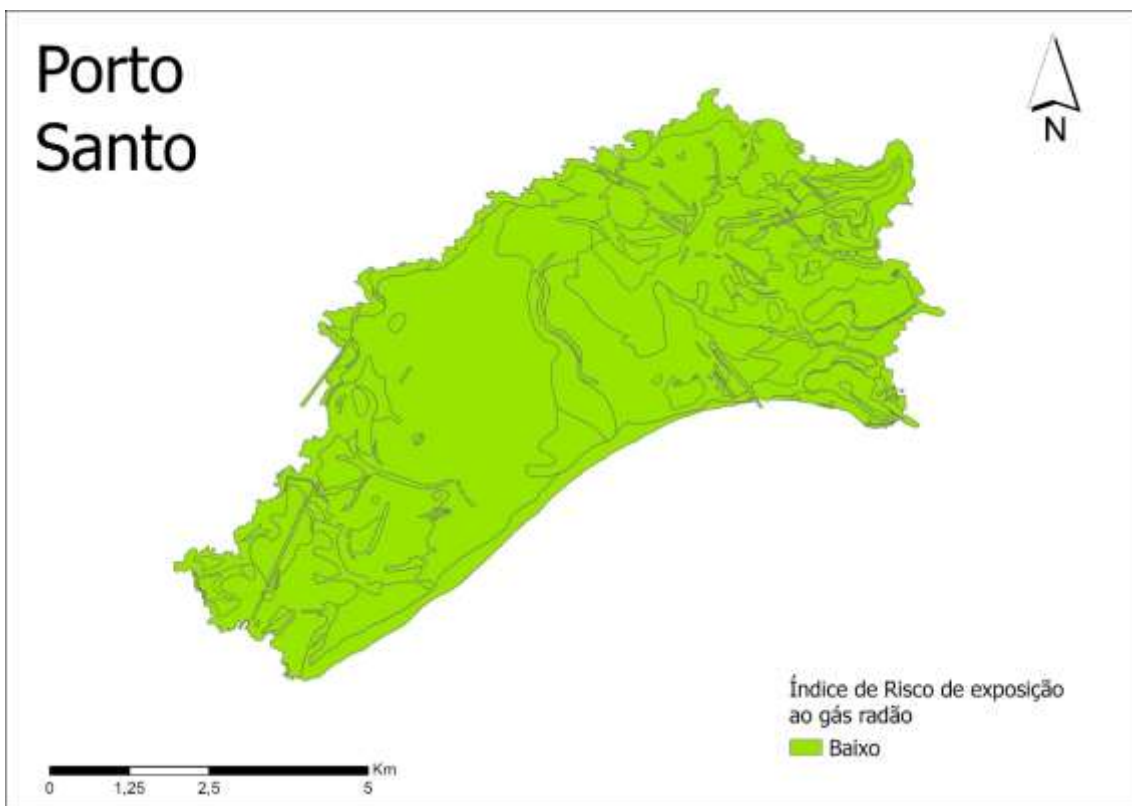 Porto
Santo
N
Índice de Risco de exposição
ao gás radão
Baixo
Km
0 1,25 2,5 5